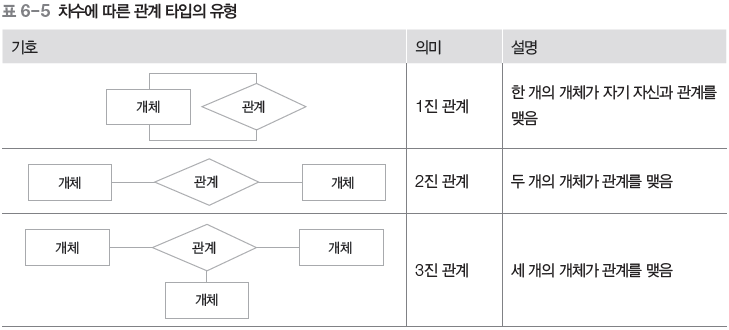 표 6-5 차수에 따른 관계 타입의 유형
기호 의미 설명
개체 관계 1진 관계 한 개의 개체가 자기 자신과 관계를
맺음
개체 관계 개체 2진 관계 두 개의 개체가 관계를 맺음
개체 관계 개체
개체 3진 관계 세 개의 개체가 관계를 맺음